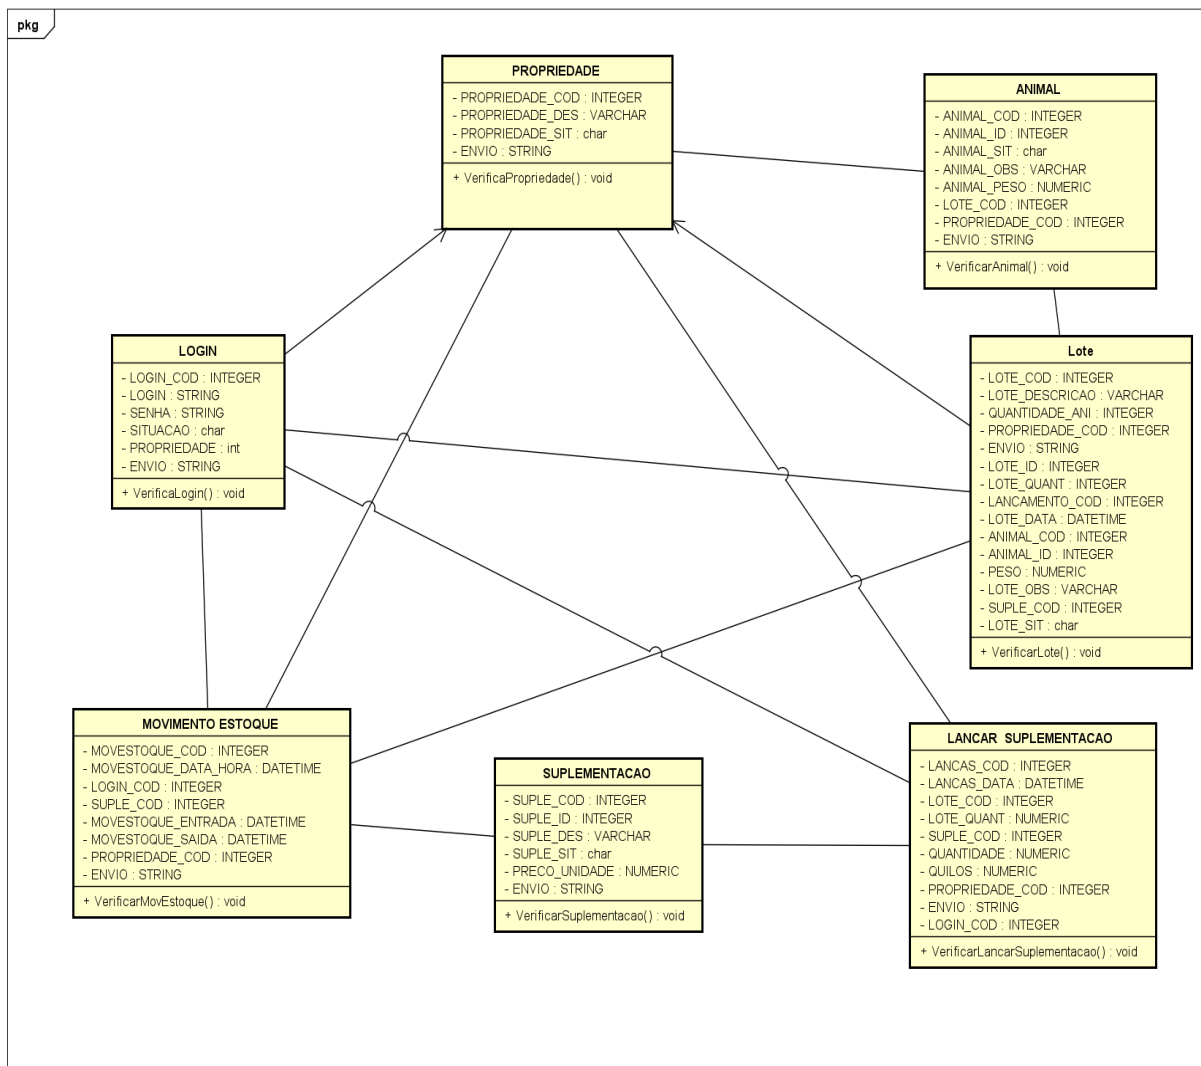 pkg
PROPRIEDADE
- PROPRIEDADE_COD : INTEGER
- PROPRIEDADE_DES : VARCHAR
- PROPRIEDADE_SIT : char
- ENVIO : STRING
+ VerificaPropriedade() : void
ANIMAL
- ANIMAL_COD : INTEGER
- ANIMAL_ID : INTEGER
- ANIMAL_SIT : char
- ANIMAL_OBS : VARCHAR
- ANIMAL_PESO : NUMERIC
- LOTE_COD : INTEGER
- PROPRIEDADE_COD : INTEGER
- ENVIO : STRING
+ VerificarAnimal() : void
LOGIN
- LOGIN_COD : INTEGER
- LOGIN : STRING
- SENHA : STRING
- SITUACAO : char
- PROPRIEDADE : int
- ENVIO : STRING
+ VerificaLogin() : void
Lote
- LOTE_COD : INTEGER
- LOTE_DESCRICAO : VARCHAR
- QUANTIDADE_ANI : INTEGER
- PROPRIEDADE_COD : INTEGER
- ENVIO : STRING
- LOTE_ID : INTEGER
- LOTE_QUANT : INTEGER
- LANCAMENTO_COD : INTEGER
- LOTE_DATA : DATETIME
- ANIMAL_COD : INTEGER
- ANIMAL_ID : INTEGER
- PESO : NUMERIC
- LOTE_OBS : VARCHAR
- SUPLE_COD : INTEGER
- LOTE_SIT : char
+ VerificarLote() : void
MOVIMENTO ESTOQUE
- MOVESTOQUE_COD : INTEGER
- MOVESTOQUE_DATA_HORA : DATETIME
- LOGIN_COD : INTEGER
- SUPLE_COD : INTEGER
- MOVESTOQUE_ENTRADA : DATETIME
- MOVESTOQUE_SAIDA : DATETIME
- PROPRIEDADE_COD : INTEGER
- ENVIO : STRING
+ VerificarMovEstoque() : void
SUPLEMENTACAO
- SUPLE_COD : INTEGER
- SUPLE_ID : INTEGER
- SUPLE_DES : VARCHAR
- SUPLE_SIT : char
- PRECO_UNIDADE : NUMERIC
- ENVIO : STRING
+ VerificarSuplementacao() : void
LANCAR SUPLEMENTACAO
- LANCAS_COD : INTEGER
- LANCAS_DATA : DATETIME
- LOTE_COD : INTEGER
- LOTE_QUANT : NUMERIC
- SUPLE_COD : INTEGER
- QUANTIDADE : NUMERIC
- QUILOS : NUMERIC
- PROPRIEDADE_COD : INTEGER
- ENVIO : STRING
- LOGIN_COD : INTEGER
+ VerificarLancarSuplementacao() : void